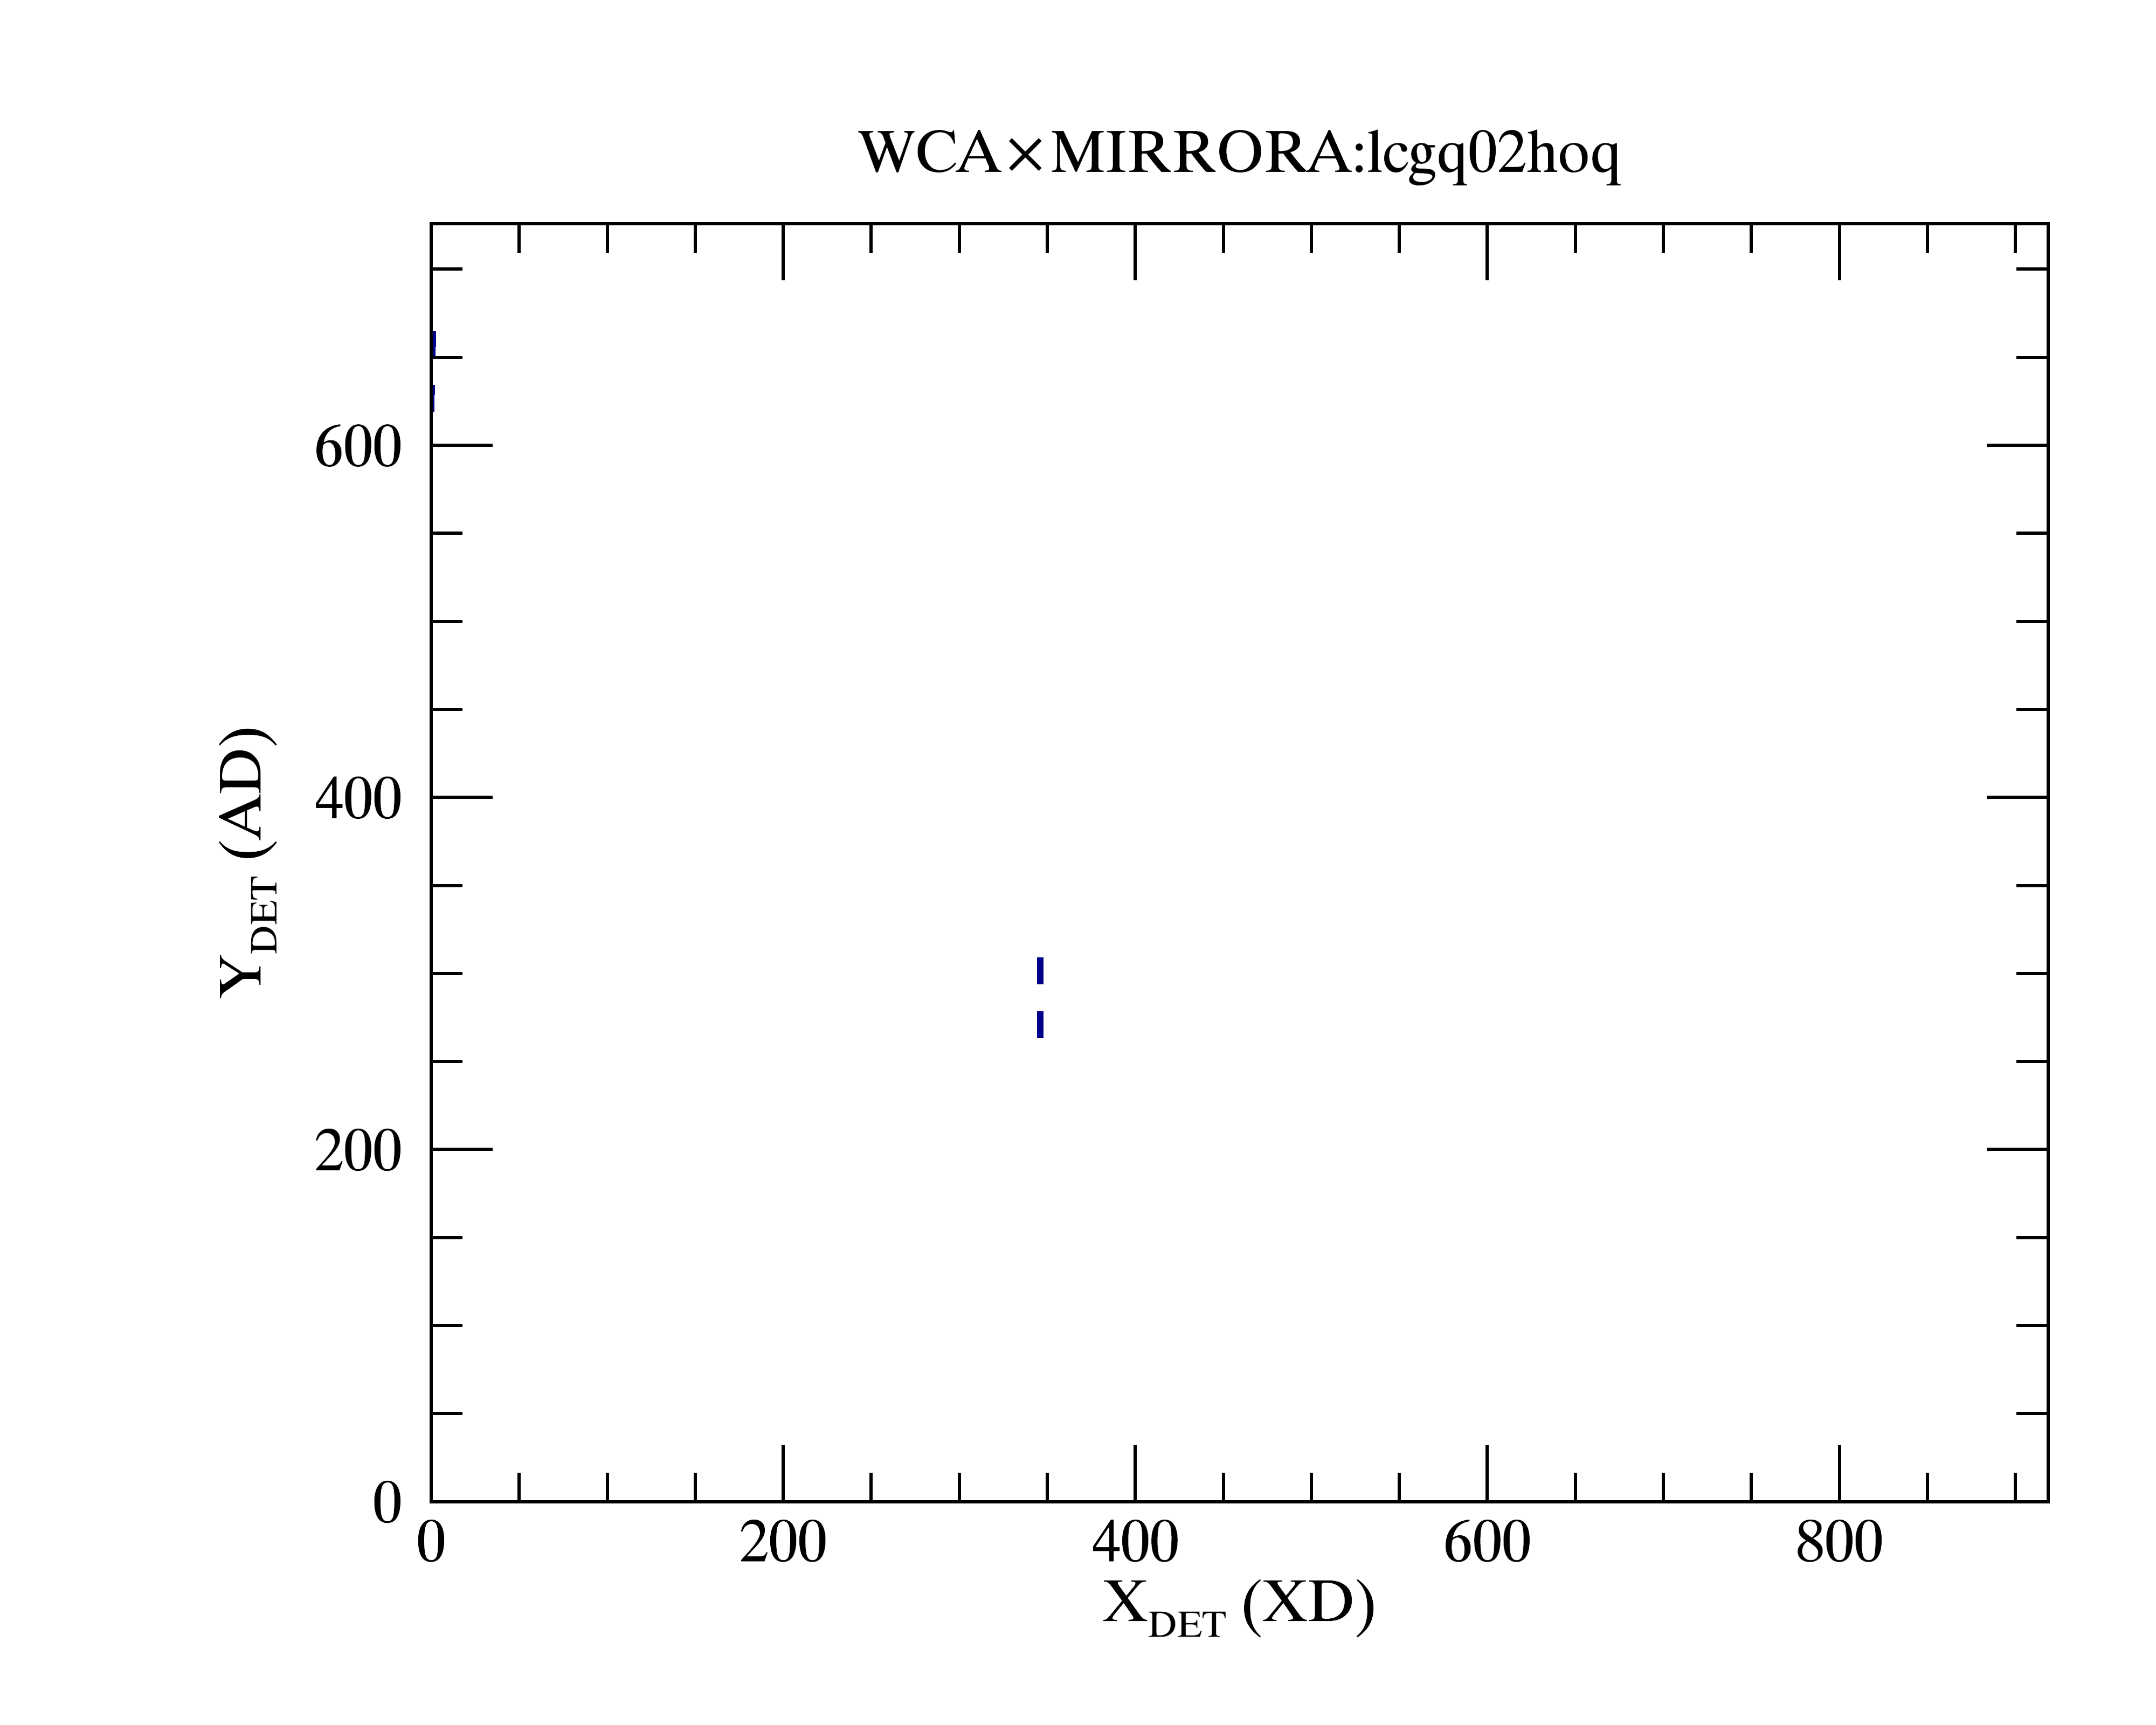 WCA×MIRRORA:lcgq02hoq
600
400
200
0
Y_DET (AD)
0 200 400 600 800
X_DET (XD)